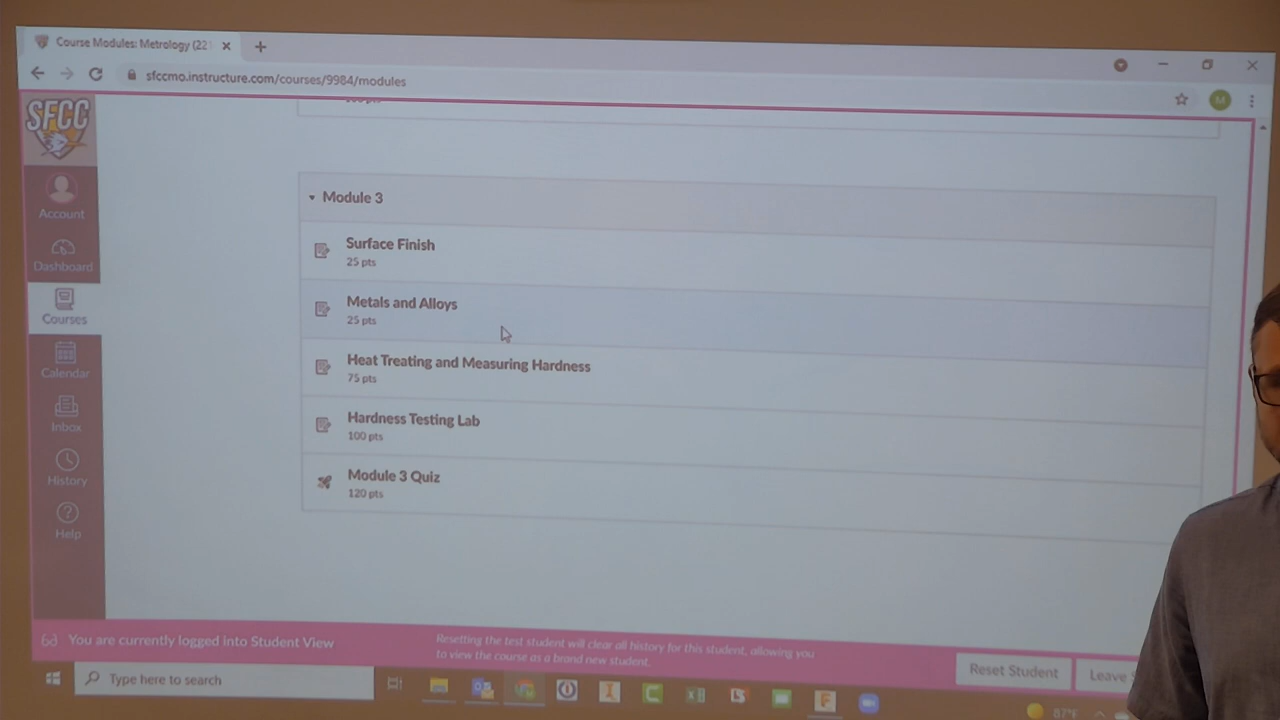 Course Modules: Metrology (22
sfccmo.instructure.com/courses/9984/modules
M
SFCC
Module 3
Account
Surface Finish
25 pts
Dashboard
Metals and Alloys
25 pts
Courses
Heat Treating and Measuring Hardness
75 pts
Calendar
Hardness Testing Lab
100 pts
Inbox
Module 3 Quiz
120 pts
History
Help
You are currently logged into Student View
Resetting the test student will clear all history for this student, allowing you
to view the course as a brand new student.
Reset Student
Leave
Type here to search
87°F